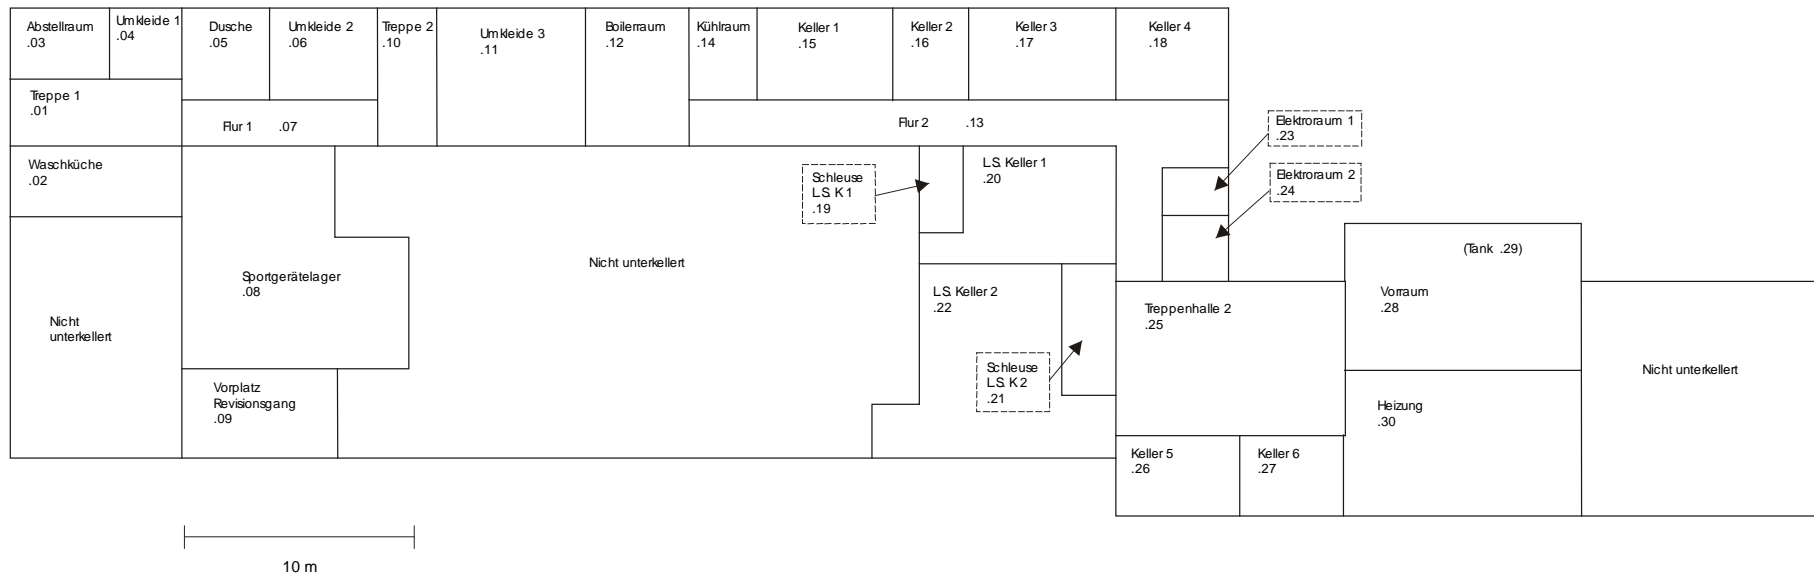 Abstellraum
.03
Umkleide 1
.04
Dusche
.05
Umkleide 2
.06
Treppe 2
.10
Umkleide 3
.11
Boilerraum
.12
Kühlraum
.14
Keller 1
.15
Keller 2
.16
Keller 3
.17
Keller 4
.18
Treppe 1
.01
Flur 1 .07
Flur 2 .13
Elektroraum 1
.23
Waschküche
.02
Schleuse
L.S. K 1
.19
L.S. Keller 1
.20
Elektroraum 2
.24
Sportgerätelager
.08
Nicht unterkellert
(Tank .29)
Nicht
unterkellert
L.S. Keller 2
.22
Treppenhalle 2
.25
Vorraum
.28
Schleuse
L.S. K 2
.21
Nicht unterkellert
Vorplatz
Revisionsgang
.09
Heizung
.30
Keller 5
.26
Keller 6
.27
10 m